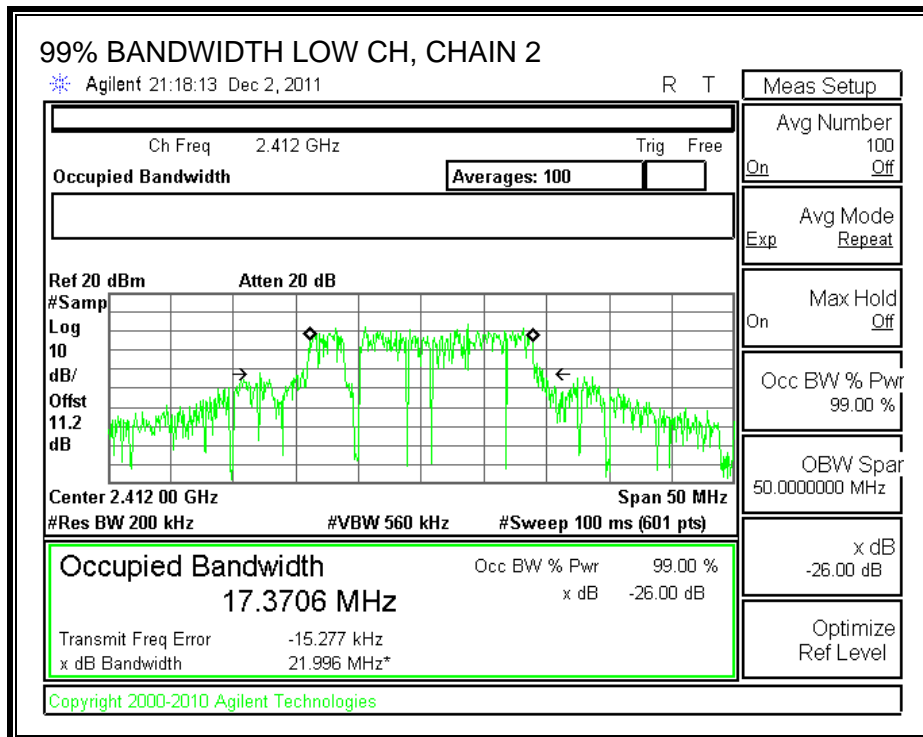 99% BANDWIDTH LOW CH, CHAIN 2
Agilent 21:18:13 Dec 2, 2011 R T
Meas Setup
Ch Freq 2.412 GHz Trig Free
Occupied Bandwidth Averages: 100
Ref 20 dBm Atten 20 dB
#Samp
Log
10
dB/
Offst
11.2
dB
Center 2.412 00 GHz Span 50 MHz
#Res BW 200 kHz #VBW 560 kHz #Sweep 100 ms (601 pts)
Occupied Bandwidth
17.3706 MHz
Occ BW % Pwr 99.00 %
x dB -26.00 dB
Transmit Freq Error -15.277 kHz
x dB Bandwidth 21.996 MHz*
Copyright 2000-2010 Agilent Technologies
Avg Number
100
On Off
Avg Mode
Exp Repeat
Max Hold
On Off
Occ BW % Pwr
99.00 %
OBW Span
50.0000000 MHz
x dB
-26.00 dB
Optimize
Ref Level